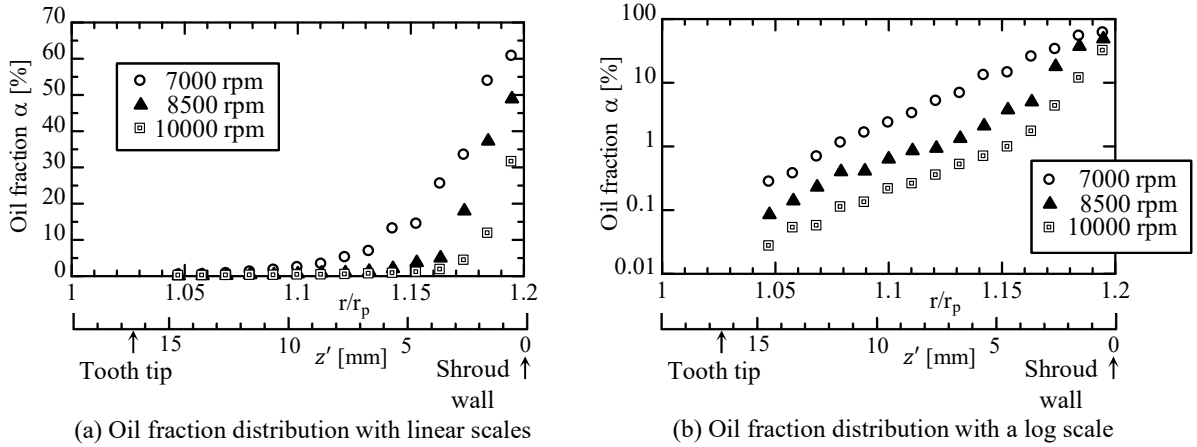 70
60
50
40
30
20
10
0
Oil fraction α [%]
7000 rpm
8500 rpm
10000 rpm
1 1.05 1.1 1.15 1.2
r/rp
15 10 5 0
z′ [mm]
Tooth tip
Shroud
wall
(a) Oil fraction distribution with linear scales
100
10
1
0.1
0.01
Oil fraction α [%]
7000 rpm
8500 rpm
10000 rpm
1 1.05 1.1 1.15 1.2
r/rp
15 10 5 0
z′ [mm]
Tooth tip
Shroud
wall
(b) Oil fraction distribution with a log scale